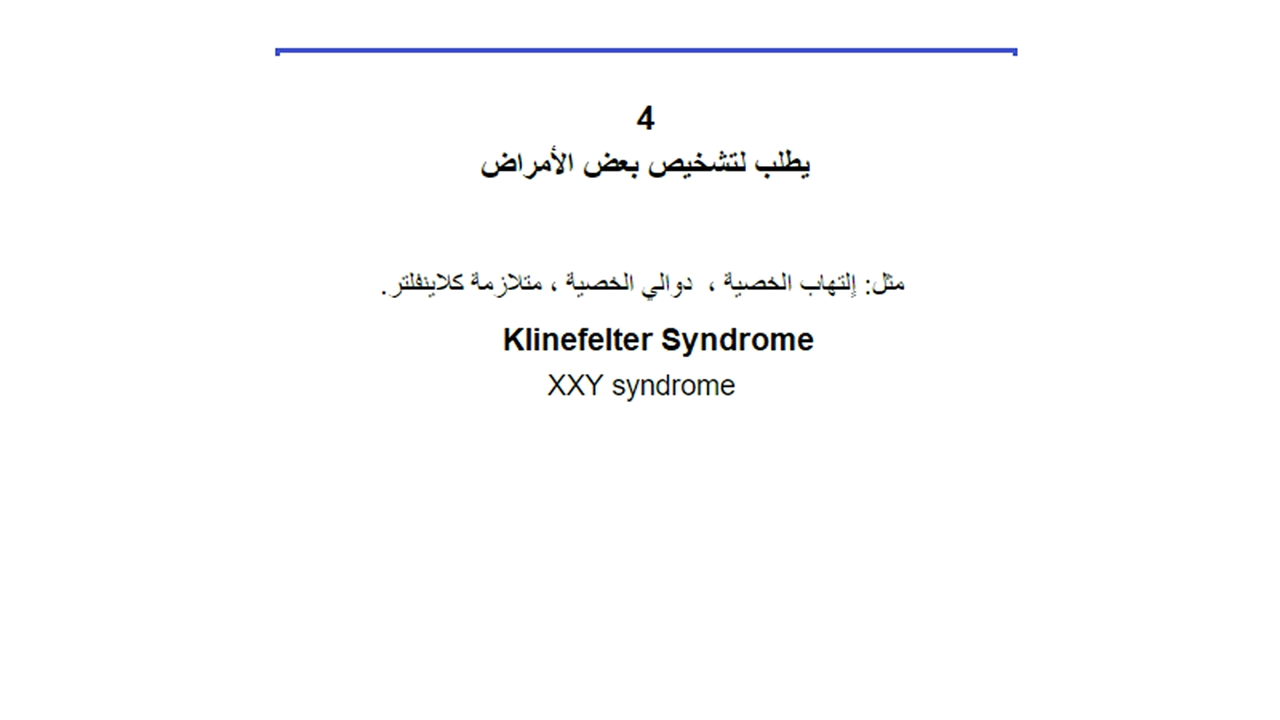 4
يطلب لتشخيص بعض الأمراض
مثل: إلتهاب الخصية ، دوالي الخصية ، متلازمة كلاينفلتر.
Klinefelter Syndrome
XXY syndrome